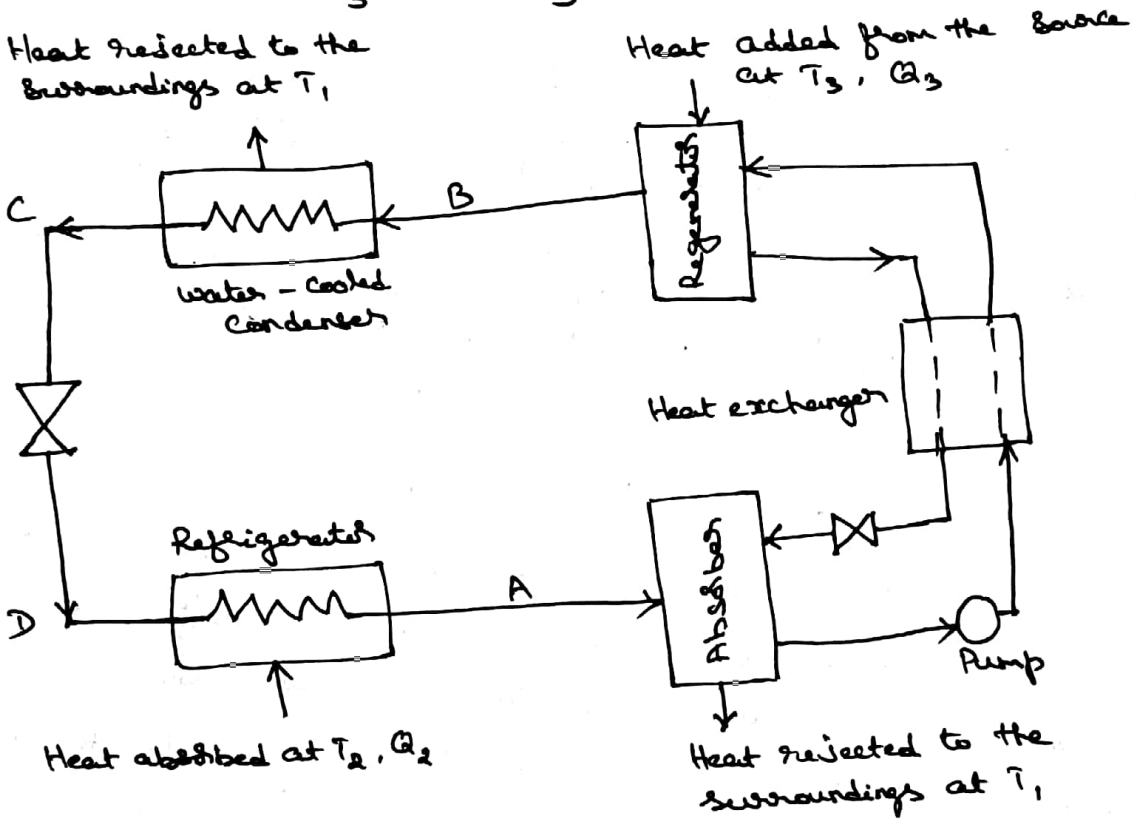 Heat rejected to the
surroundings at T1
Heat added from the source
at T3, Q3
Regenerator
C
B
water-cooled
condenser
Heat exchanger
Refrigerator
A
Absorber
D
Pump
Heat absorbed at T2, Q2
Heat rejected to the
surroundings at T1